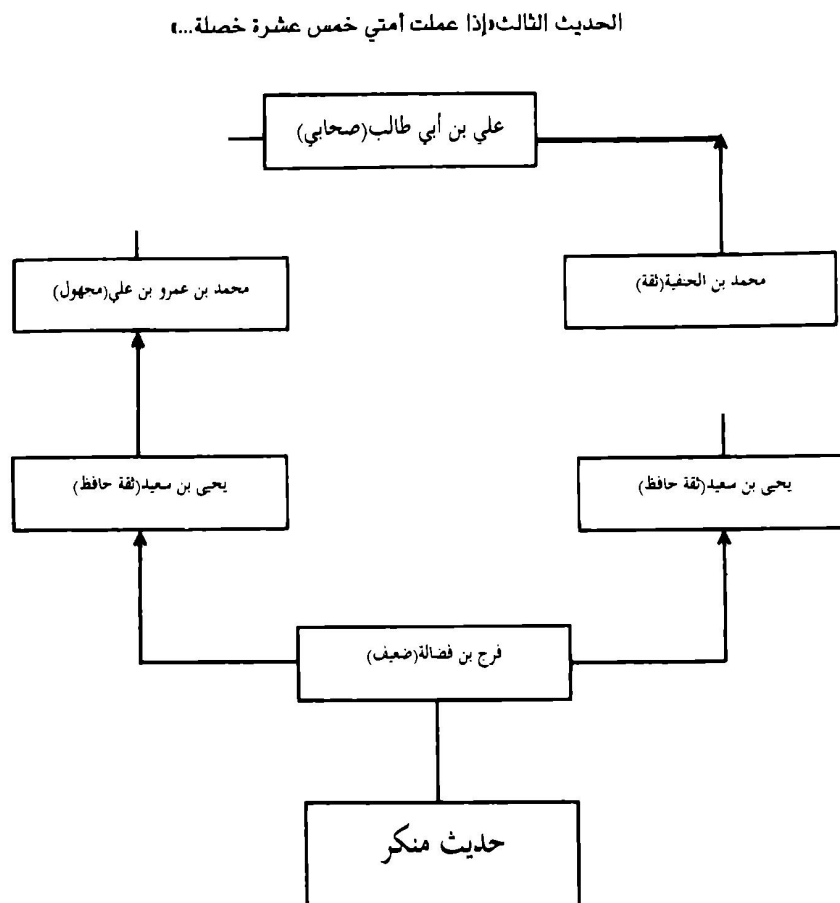 الحديث الثالث«إذا عملت أمتي خمس عشرة خصلة...»
علي بن أبي طالب(صحابي)
محمد بن الحنفية(ثقة)
محمد بن عمرو بن علي(مجهول)
يحيى بن سعيد(ثقة حافظ)
يحيى بن سعيد(ثقة حافظ)
فرج بن فضالة(ضعيف)
حديث منكر